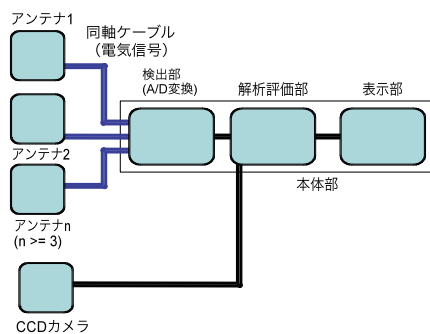 アンテナ1
同軸ケーブル
（電気信号）
検出部
(A/D変換)
解析評価部
表示部
アンテナ2
本体部
アンテナn
(n >= 3)
CCDカメラ